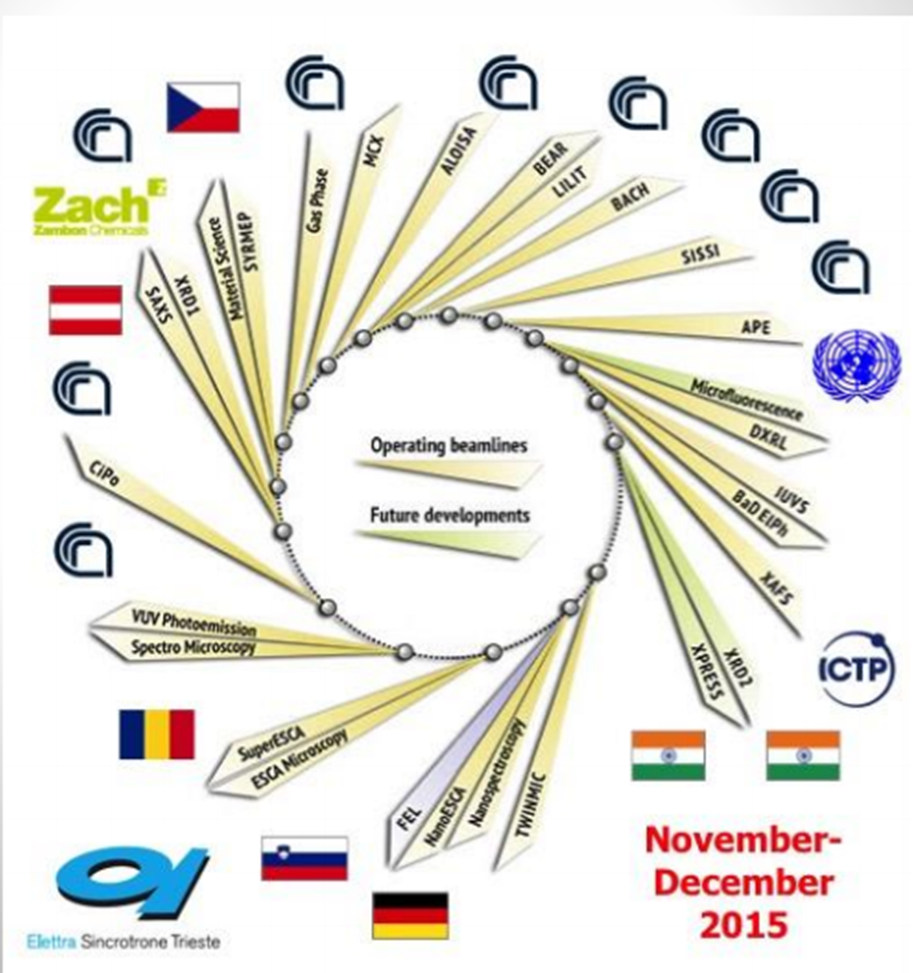 Zach
Zambon Chemicals
SAXS
XRD1
Material Science
SYRMEP
Gas Phase
MCX
ALOISA
BEAR
LILIT
BACH
SISSI
APE
Microfluorescence
DXRL
IUVS
BaD ElPh
XAFS
XRD2
XPRESS
ICTP
Operating beamlines
Future developments
CiPo
VUV Photoemission
Spectro Microscopy
SuperESCA
ESCA Microscopy
FEL
NanoESCA
Nanospectroscopy
TWINMIC
Elettra Sincrotrone Trieste
November-
December
2015